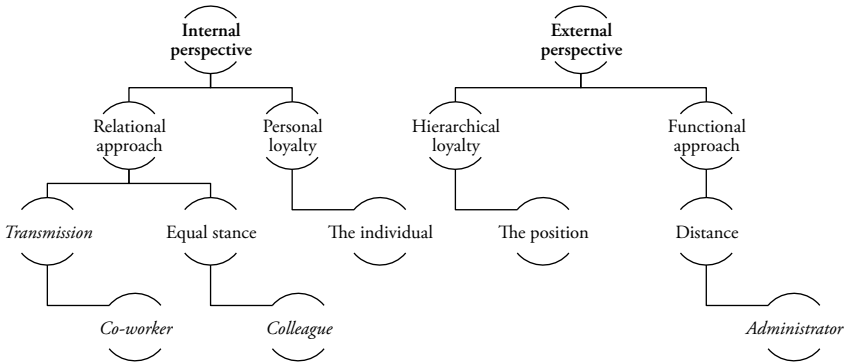 Internal
perspective
External
perspective
Relational
approach
Personal
loyalty
Hierarchical
loyalty
Functional
approach
Transmission
Equal stance
The individual
The position
Distance
Co-worker
Colleague
Administrator